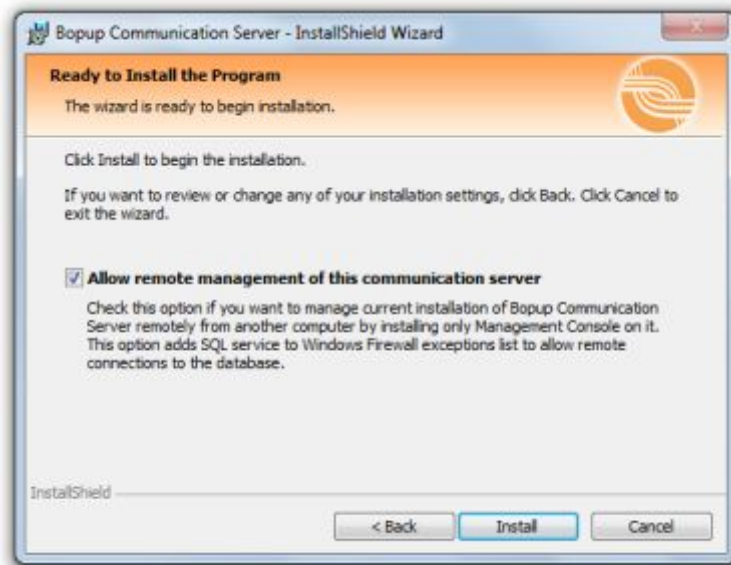 Bopup Communication Server - InstallShield Wizard
Ready to Install the Program
The wizard is ready to begin installation.
Click Install to begin the installation.
If you want to review or change any of your installation settings, click Back. Click Cancel to
exit the wizard.
Allow remote management of this communication server
Check this option if you want to manage current installation of Bopup Communication
Server remotely from another computer by installing only Management Console on it.
This option adds SQL service to Windows Firewall exceptions list to allow remote
connections to the database.
InstallShield
< Back Install Cancel